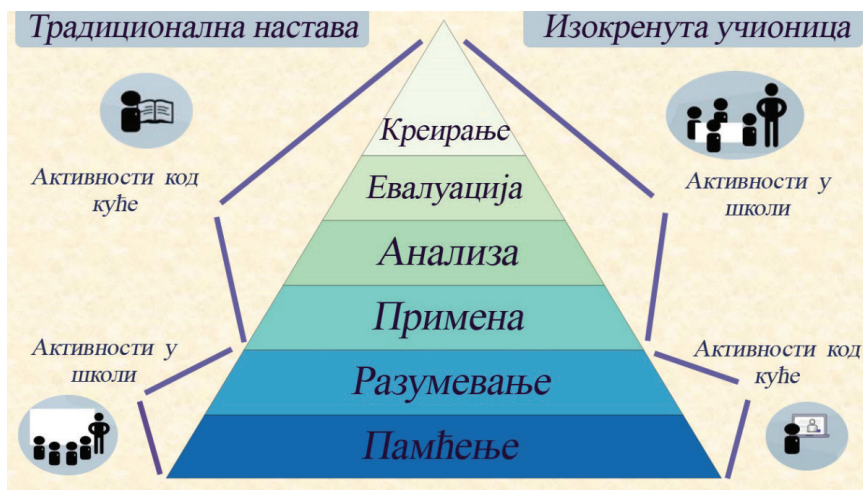 Традиционална настава
Изокренута учионица
Активности код
куће
Активности у
школи
Креирање
Евалуација
Анализа
Примена
Разумевање
Памћење
Активности у
школи
Активности код
куће